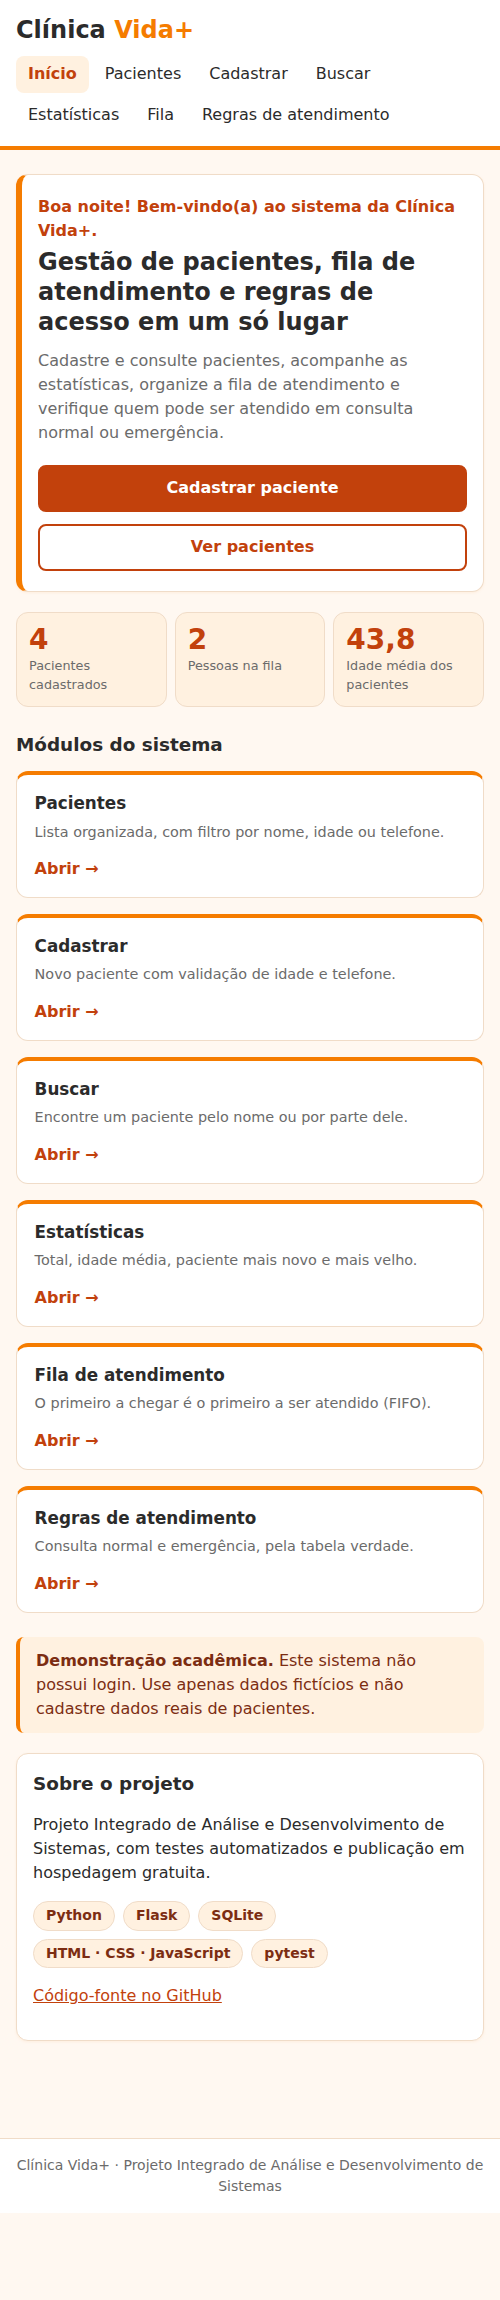 Clínica Vida+
Início Pacientes Cadastrar Buscar
Estatísticas Fila Regras de atendimento
Boa noite! Bem-vindo(a) ao sistema da Clínica
Vida+.
Gestão de pacientes, fila de
atendimento e regras de
acesso em um só lugar
Cadastre e consulte pacientes, acompanhe as
estatísticas, organize a fila de atendimento e
verifique quem pode ser atendido em consulta
normal ou emergência.
Cadastrar paciente
Ver pacientes
4
Pacientes
cadastrados
2
Pessoas na fila
43,8
Idade média dos
pacientes
Módulos do sistema
Pacientes
Lista organizada, com filtro por nome, idade ou telefone.
Abrir →
Cadastrar
Novo paciente com validação de idade e telefone.
Abrir →
Buscar
Encontre um paciente pelo nome ou por parte dele.
Abrir →
Estatísticas
Total, idade média, paciente mais novo e mais velho.
Abrir →
Fila de atendimento
O primeiro a chegar é o primeiro a ser atendido (FIFO).
Abrir →
Regras de atendimento
Consulta normal e emergência, pela tabela verdade.
Abrir →
Demonstração acadêmica. Este sistema não
possui login. Use apenas dados fictícios e não
cadastre dados reais de pacientes.
Sobre o projeto
Projeto Integrado de Análise e Desenvolvimento de
Sistemas, com testes automatizados e publicação em
hospedagem gratuita.
Python Flask SQLite
HTML · CSS · JavaScript pytest
Código-fonte no GitHub
Clínica Vida+ · Projeto Integrado de Análise e Desenvolvimento de
Sistemas